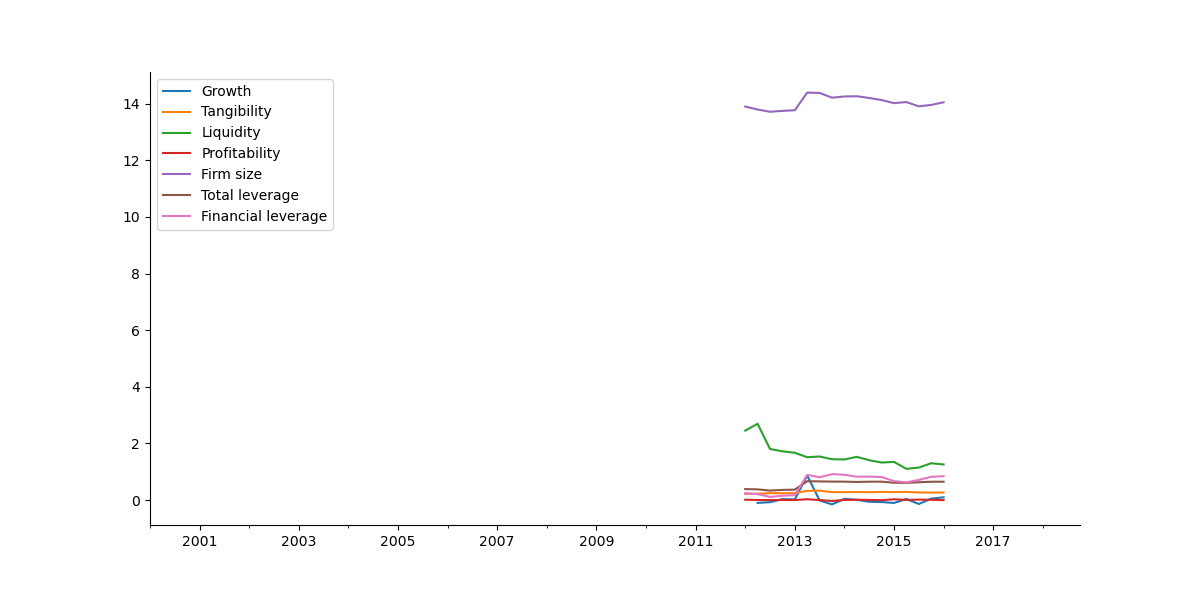 Growth
Tangibility
Liquidity
Profitability
Firm size
Total leverage
Financial leverage
14
12
10
8
6
4
2
0
2001 2003 2005 2007 2009 2011 2013 2015 2017